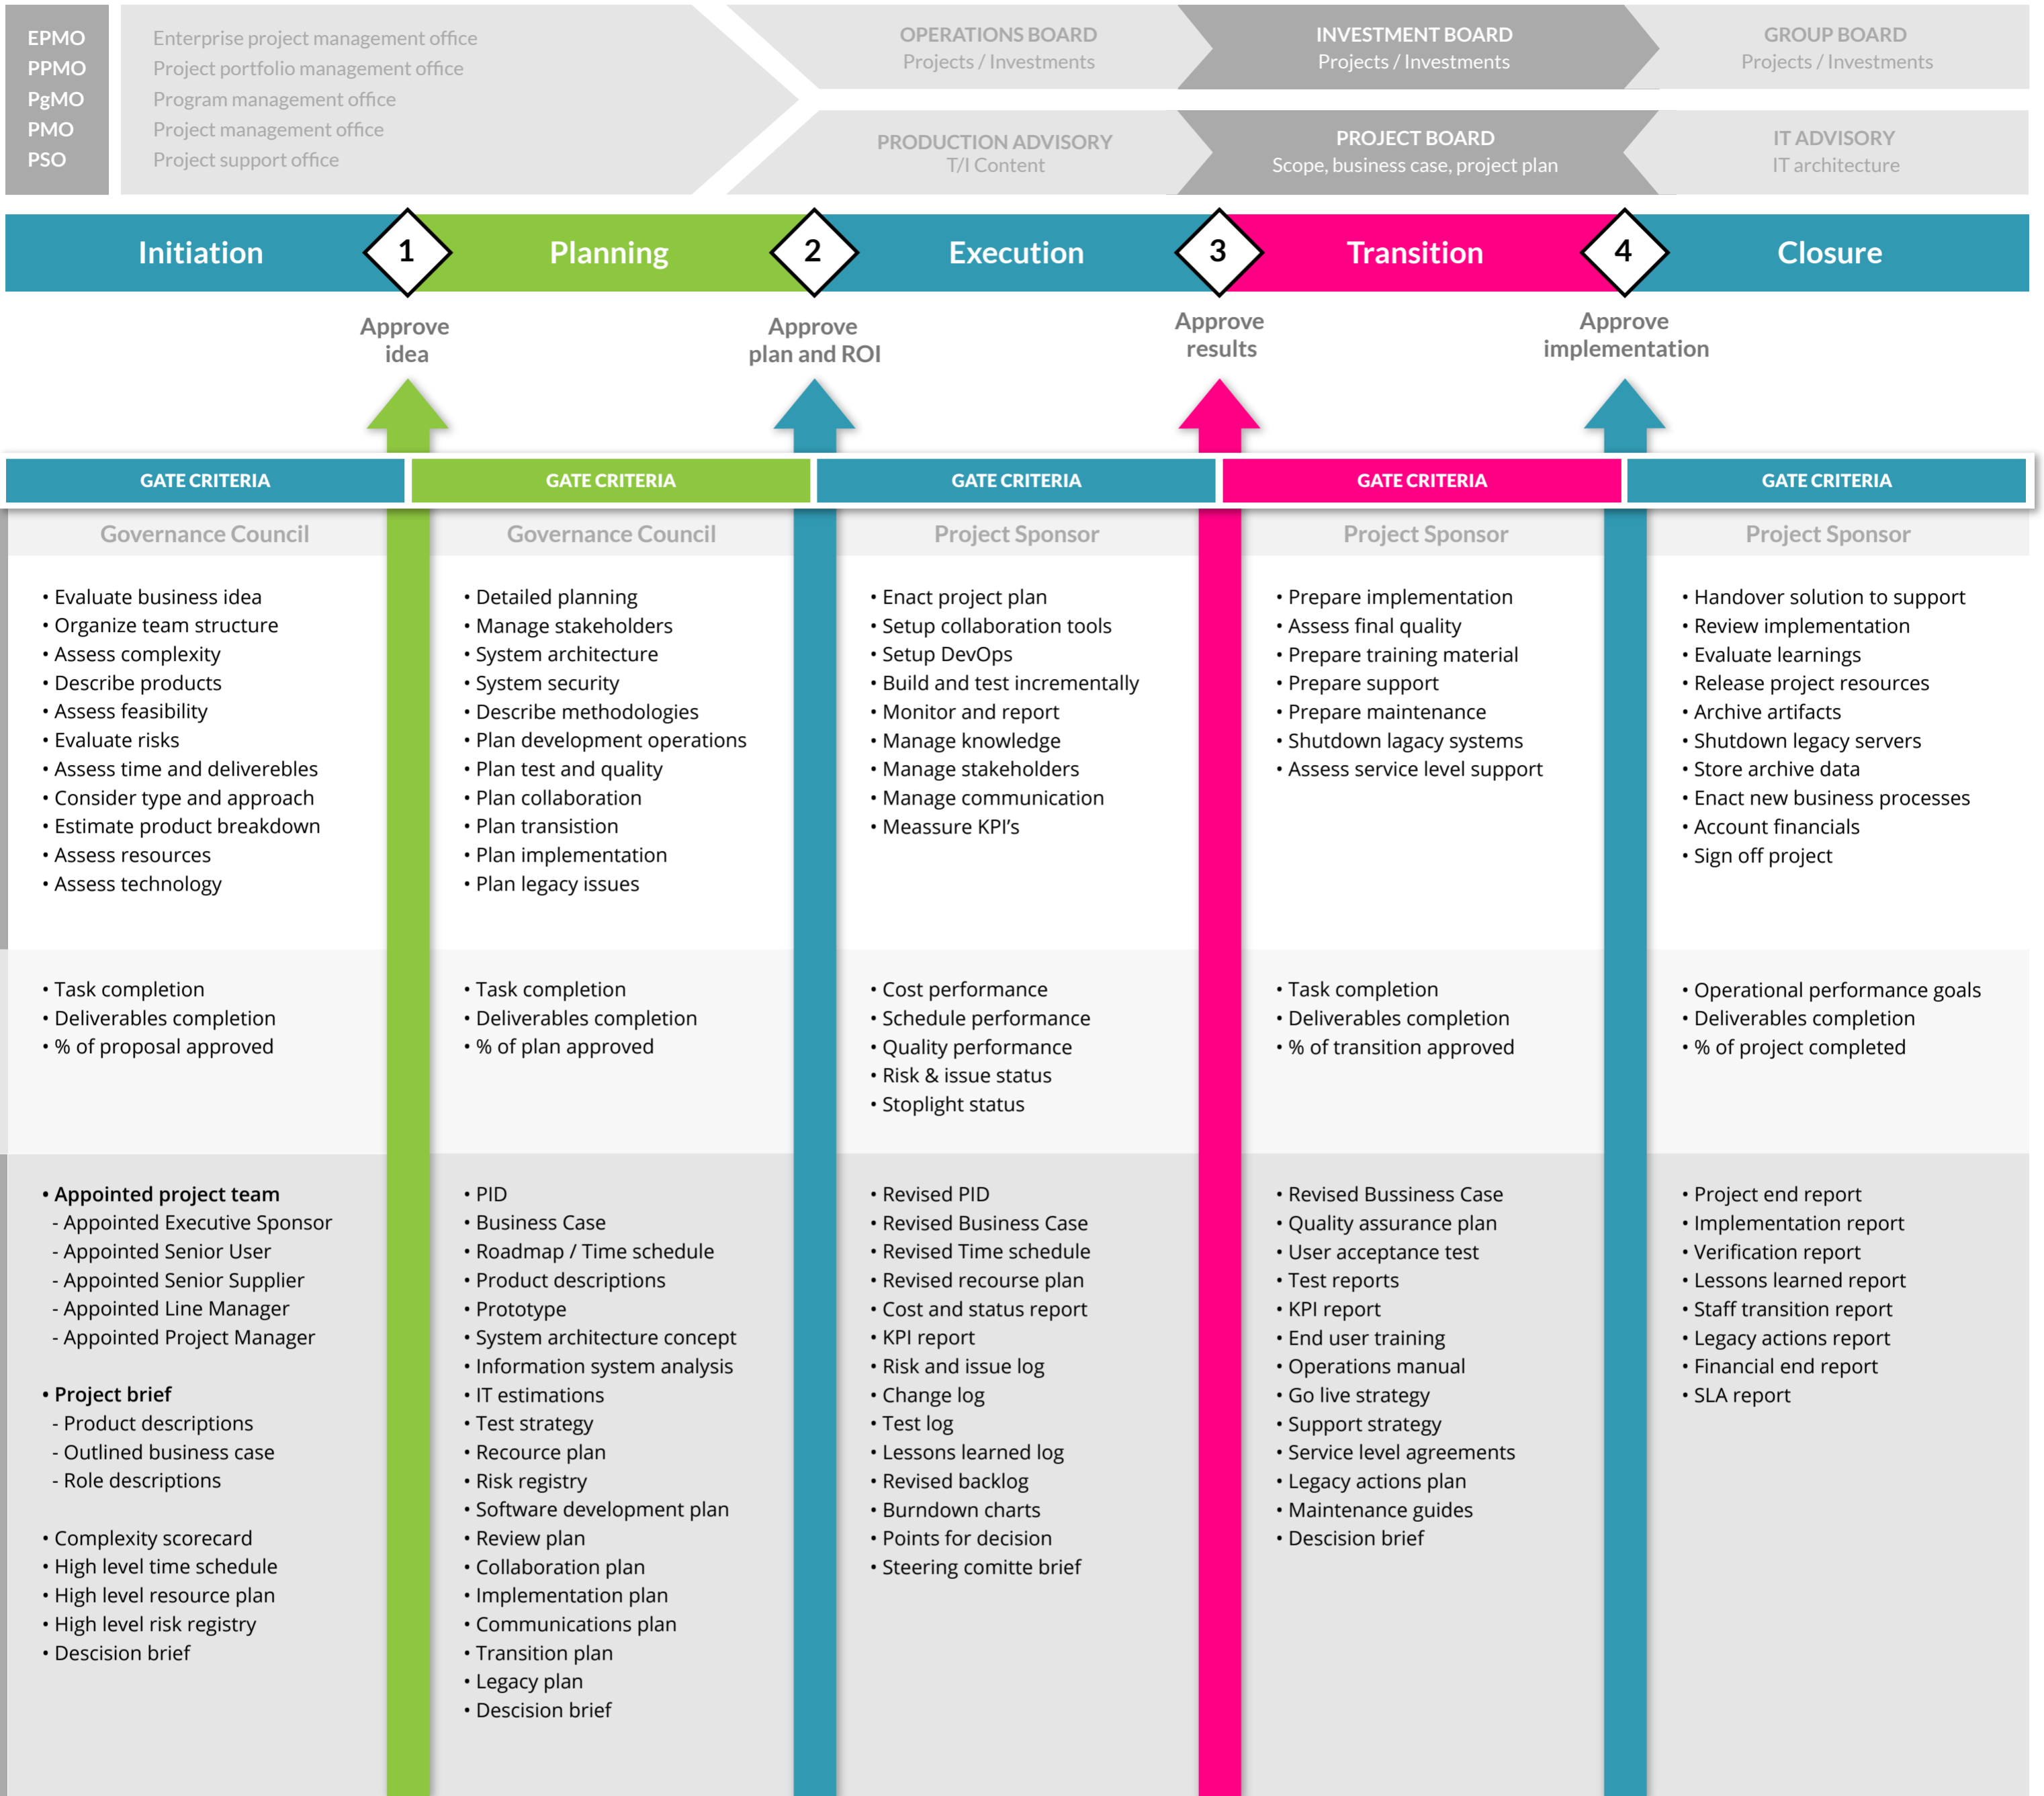 EPMO
PPMO
PgMO
PMO
PSO
Enterprise project management office
Project portfolio management office
Program management office
Project management office
Project support office
OPERATIONS BOARD
Projects / Investments
INVESTMENT BOARD
Projects / Investments
GROUP BOARD
Projects / Investments
PRODUCTION ADVISORY
T/I Content
PROJECT BOARD
Scope, business case, project plan
IT ADVISORY
IT architecture
Initiation
1
Planning
2
Execution
3
Transition
4
Closure
Approve
idea
Approve
plan and ROI
Approve
results
Approve
implementation
GATE CRITERIA
GATE CRITERIA
GATE CRITERIA
GATE CRITERIA
GATE CRITERIA
Governance Council
Governance Council
Project Sponsor
Project Sponsor
Project Sponsor
• Evaluate business idea
• Organize team structure
• Assess complexity
• Describe products
• Assess feasibility
• Evaluate risks
• Assess time and deliverebles
• Consider type and approach
• Estimate product breakdown
• Assess resources
• Assess technology
• Detailed planning
• Manage stakeholders
• System architecture
• System security
• Describe methodologies
• Plan development operations
• Plan test and quality
• Plan collaboration
• Plan transistion
• Plan implementation
• Plan legacy issues
• Enact project plan
• Setup collaboration tools
• Setup DevOps
• Build and test incrementally
• Monitor and report
• Manage knowledge
• Manage stakeholders
• Manage communication
• Meassure KPI’s
• Prepare implementation
• Assess final quality
• Prepare training material
• Prepare support
• Prepare maintenance
• Shutdown lagacy systems
• Assess service level support
• Handover solution to support
• Review implementation
• Evaluate learnings
• Release project resources
• Archive artifacts
• Shutdown legacy servers
• Store archive data
• Enact new business processes
• Account financials
• Sign off project
• Task completion
• Deliverables completion
• % of proposal approved
• Task completion
• Deliverables completion
• % of plan approved
• Cost performance
• Schedule performance
• Quality performance
• Risk & issue status
• Stoplight status
• Task completion
• Deliverables completion
• % of transition approved
• Operational performance goals
• Deliverables completion
• % of project completed
• Appointed project team
- Appointed Executive Sponsor
- Appointed Senior User
- Appointed Senior Supplier
- Appointed Line Manager
- Appointed Project Manager
• Project brief
- Product descriptions
- Outlined business case
- Role descriptions
• Complexity scorecard
• High level time schedule
• High level resource plan
• High level risk registry
• Descision brief
• PID
• Business Case
• Roadmap / Time schedule
• Product descriptions
• Prototype
• System architecture concept
• Information system analysis
• IT estimations
• Test strategy
• Recource plan
• Risk registry
• Software development plan
• Review plan
• Collaboration plan
• Implementation plan
• Communications plan
• Transition plan
• Legacy plan
• Descision brief
• Revised PID
• Revised Business Case
• Revised Time schedule
• Revised recourse plan
• Cost and status report
• KPI report
• Risk and issue log
• Change log
• Test log
• Lessons learned log
• Revised backlog
• Burndown charts
• Points for decision
• Steering comitte brief
• Revised Bussiness Case
• Quality assurance plan
• User acceptance test
• Test reports
• KPI report
• End user training
• Operations manual
• Go live strategy
• Support strategy
• Service level agreements
• Legacy actions plan
• Maintenance guides
• Descision brief
• Project end report
• Implementation report
• Verification report
• Lessons learned report
• Staff transition report
• Legacy actions report
• Financial end report
• SLA report